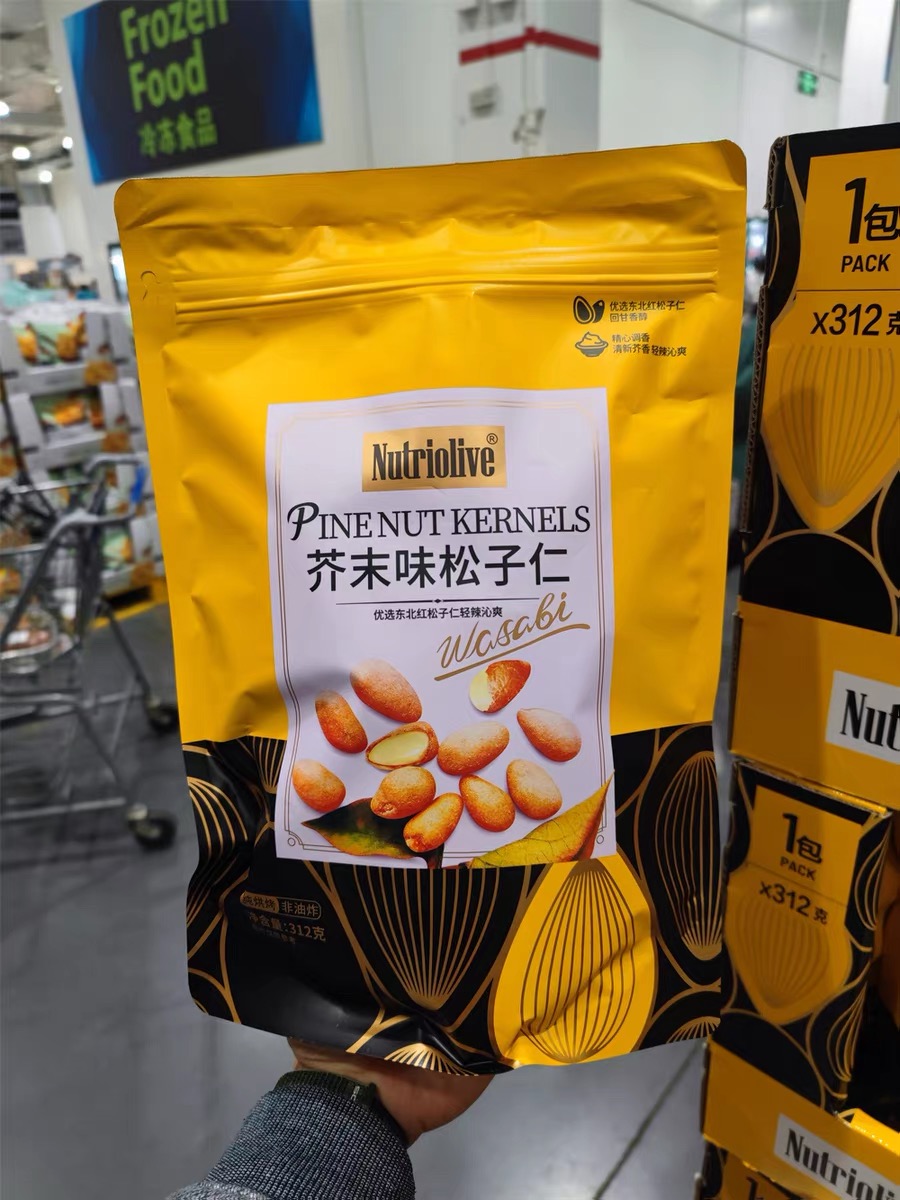 Frozen
Food
冷冻食品
优选东北红松子仁
回甘香醇
精心调香
清新芥香轻辣沁爽
Nutriolive®
PINE NUT KERNELS
芥末味松子仁
优选东北红松子仁轻辣沁爽
Wasabi
纯烘烤 非油炸
净含量:312克
1包
PACK
x312克
Nut
1包
PACK
x312克
Nutrioli